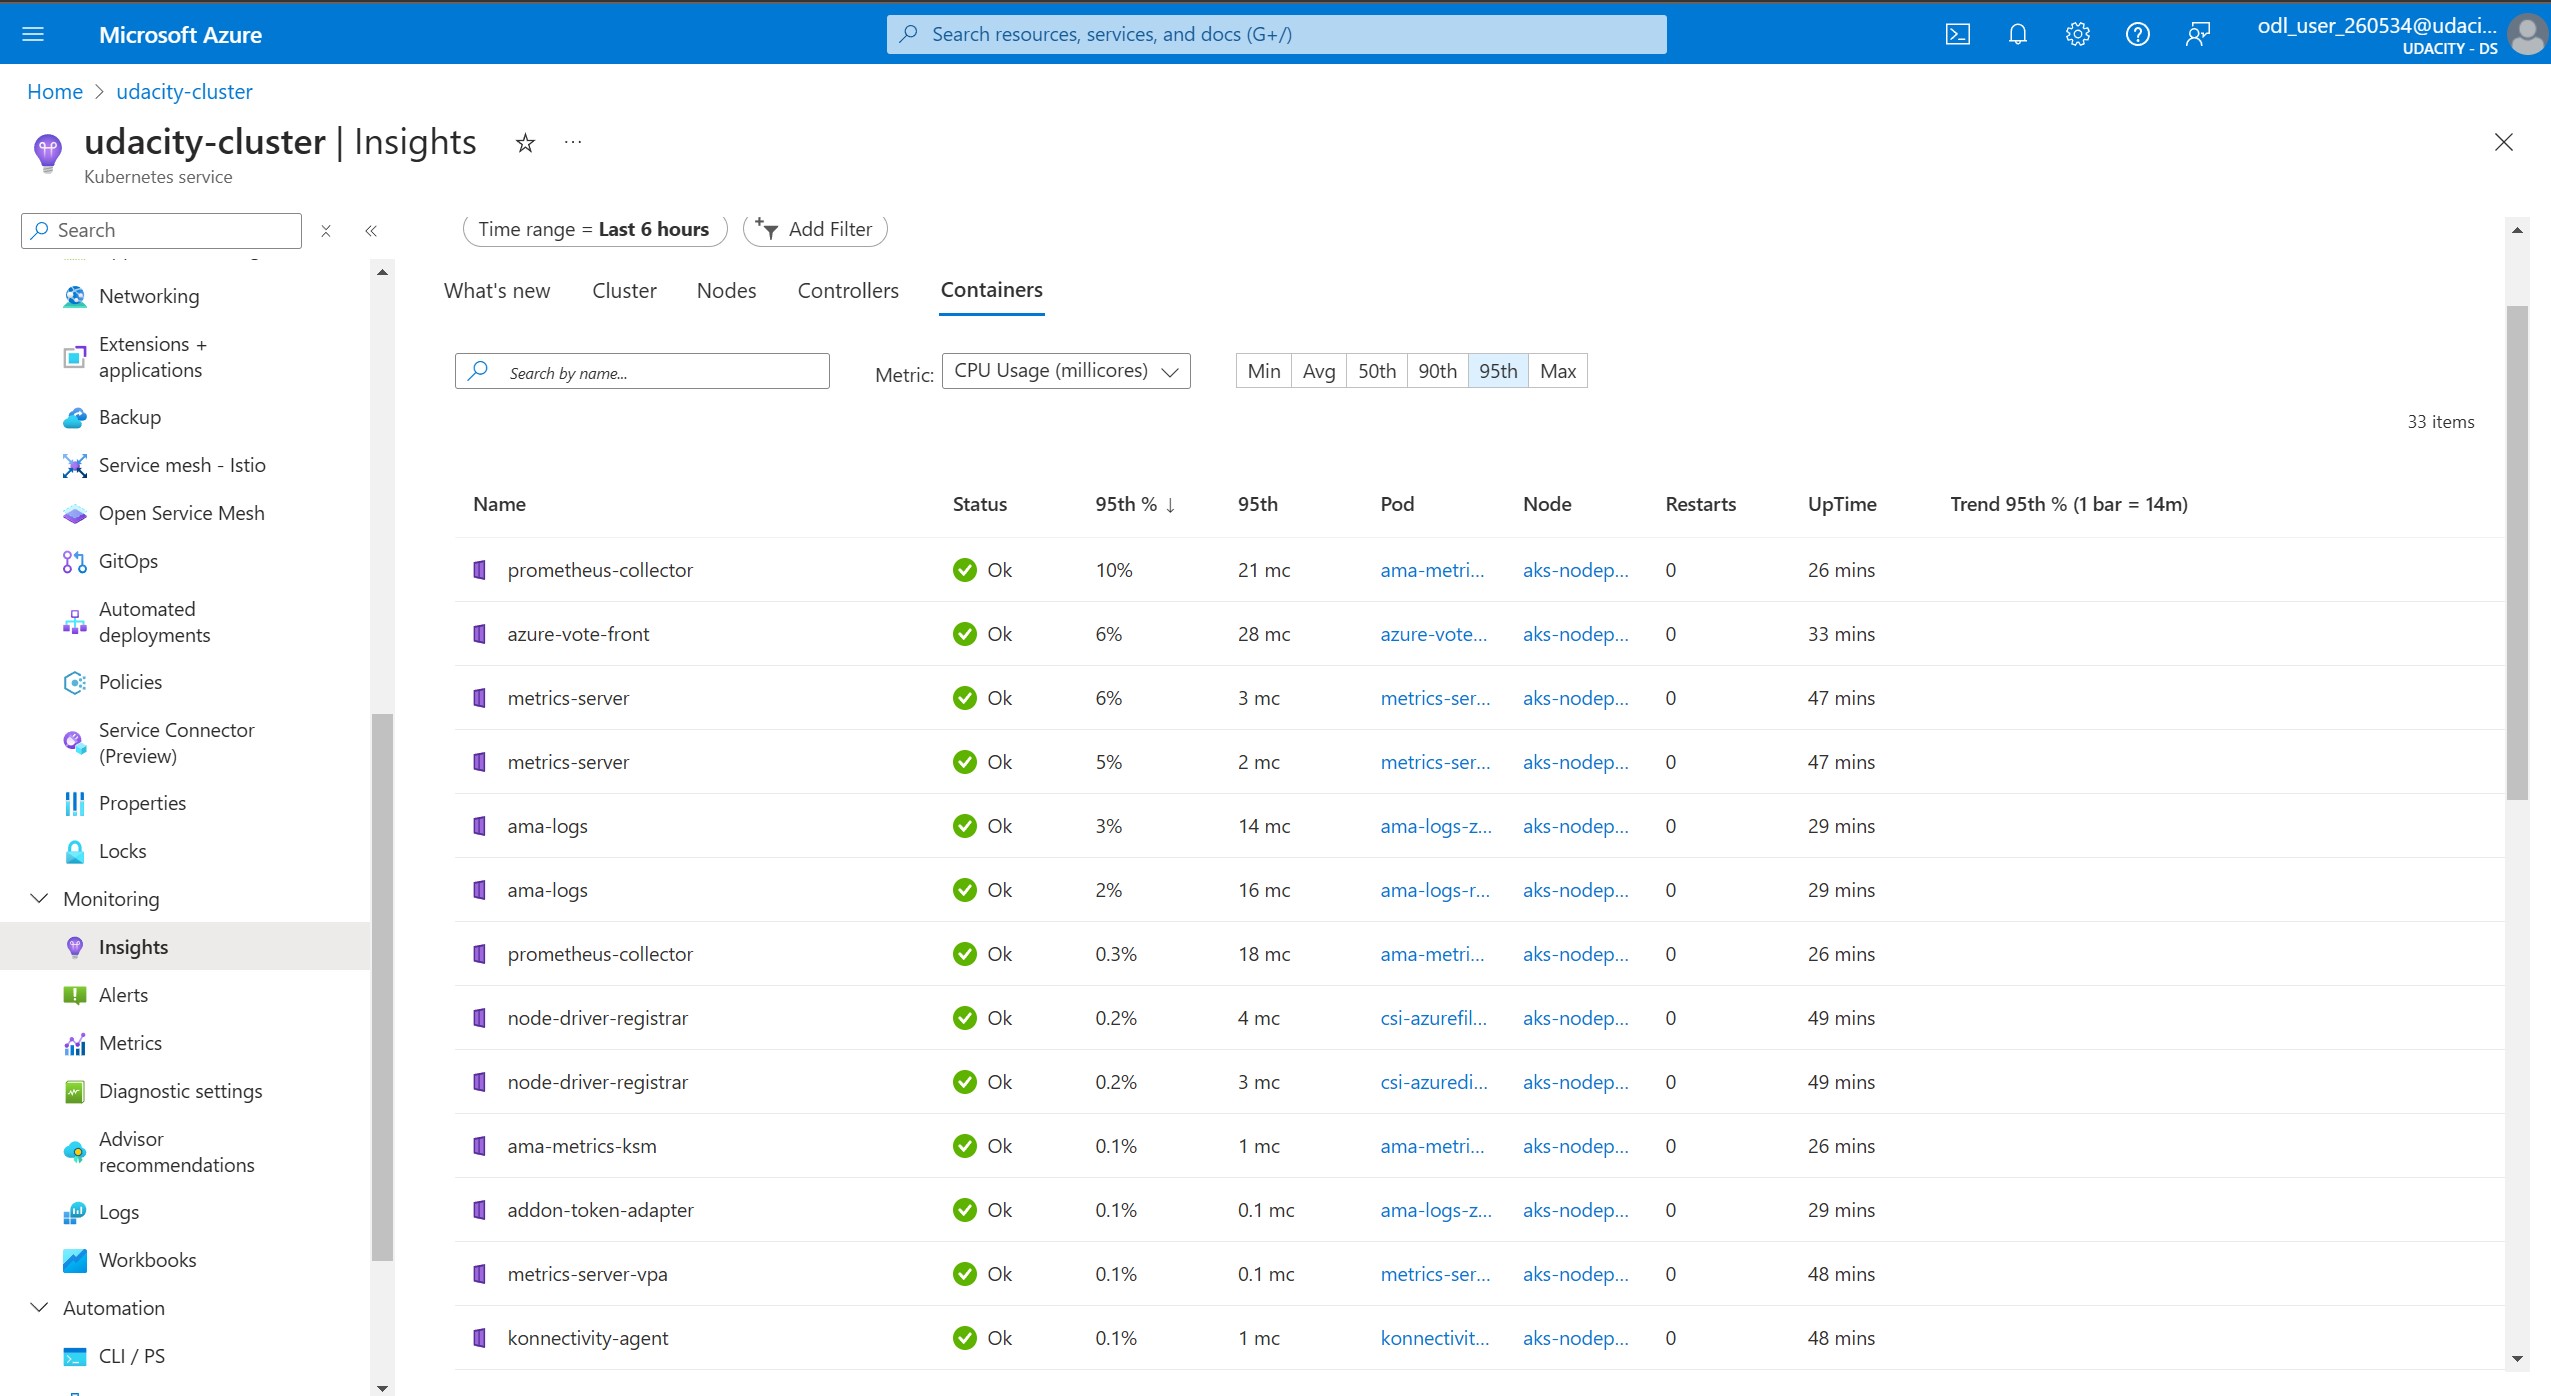 Microsoft Azure
Search resources, services, and docs (G+/)
odl_user_260534@udaci...
UDACITY - DS
Home > udacity-cluster
udacity-cluster | Insights
Kubernetes service
Search
Networking
Extensions +
applications
Backup
Service mesh - Istio
Open Service Mesh
GitOps
Automated
deployments
Policies
Service Connector
(Preview)
Properties
Locks
Monitoring
Insights
Alerts
Metrics
Diagnostic settings
Advisor
recommendations
Logs
Workbooks
Automation
CLI / PS
Time range = Last 6 hours
Add Filter
What's new Cluster Nodes Controllers Containers
Search by name...
Metric: CPU Usage (millicores)
Min Avg 50th 90th 95th Max
33 items
Name Status 95th % ↓ 95th Pod Node Restarts UpTime Trend 95th % (1 bar = 14m)
prometheus-collector Ok 10% 21 mc ama-metri... aks-nodep... 0 26 mins
azure-vote-front Ok 6% 28 mc azure-vote... aks-nodep... 0 33 mins
metrics-server Ok 6% 3 mc metrics-ser... aks-nodep... 0 47 mins
metrics-server Ok 5% 2 mc metrics-ser... aks-nodep... 0 47 mins
ama-logs Ok 3% 14 mc ama-logs-z... aks-nodep... 0 29 mins
ama-logs Ok 2% 16 mc ama-logs-r... aks-nodep... 0 29 mins
prometheus-collector Ok 0.3% 18 mc ama-metri... aks-nodep... 0 26 mins
node-driver-registrar Ok 0.2% 4 mc csi-azurefil... aks-nodep... 0 49 mins
node-driver-registrar Ok 0.2% 3 mc csi-azuredi... aks-nodep... 0 49 mins
ama-metrics-ksm Ok 0.1% 1 mc ama-metri... aks-nodep... 0 26 mins
addon-token-adapter Ok 0.1% 0.1 mc ama-logs-z... aks-nodep... 0 29 mins
metrics-server-vpa Ok 0.1% 0.1 mc metrics-ser... aks-nodep... 0 48 mins
konnectivity-agent Ok 0.1% 1 mc konnectivit... aks-nodep... 0 48 mins